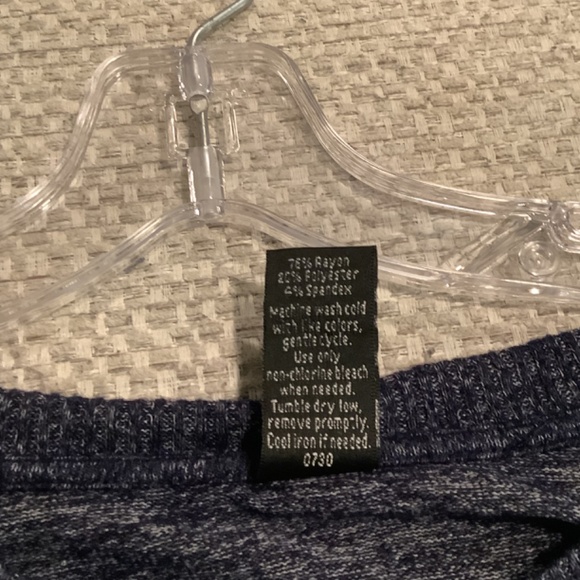 76% Rayon
20% Polyester
4% Spandex
Machine wash cold
with like colors,
gentle cycle.
Use only
non-chlorine bleach
when needed.
Tumble dry low,
remove promptly.
Cool iron if needed.
0730